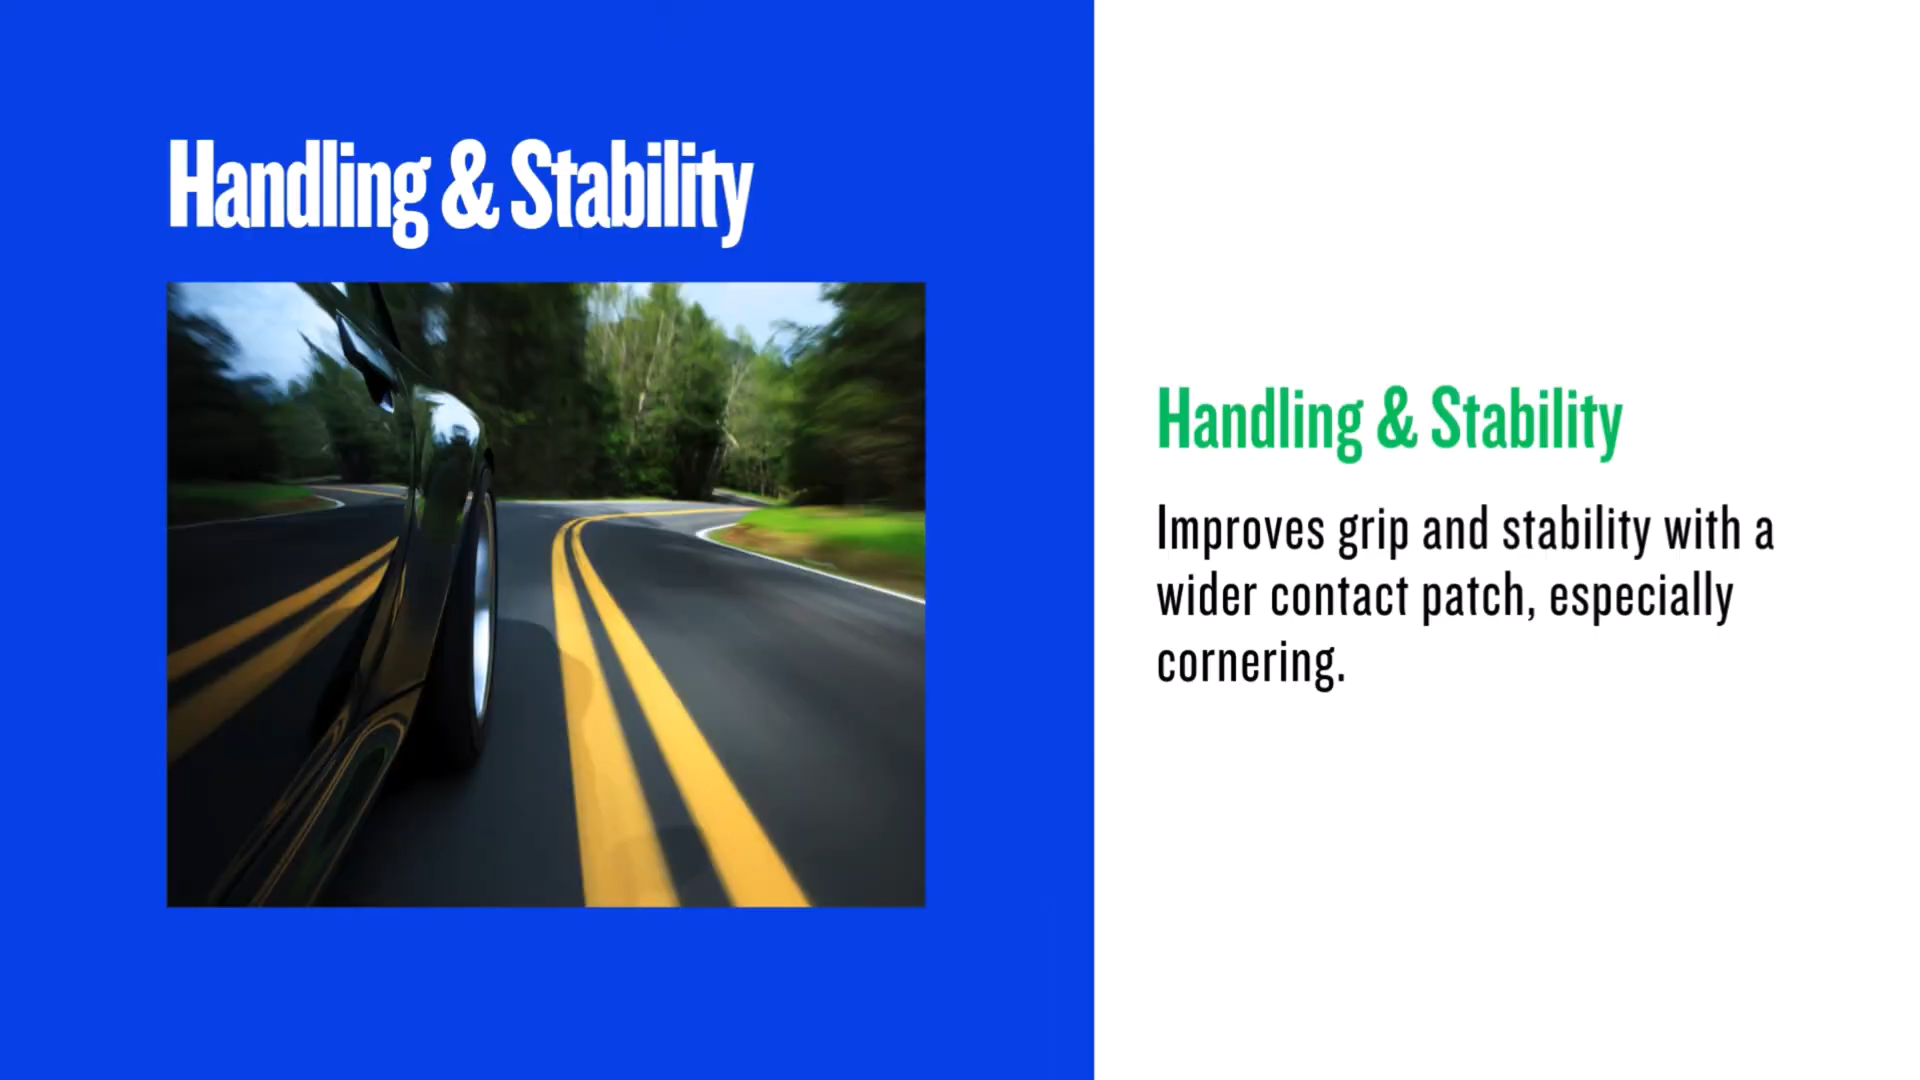 Handling & Stability
Handling & Stability
Improves grip and stability with a
wider contact patch, especially
cornering.